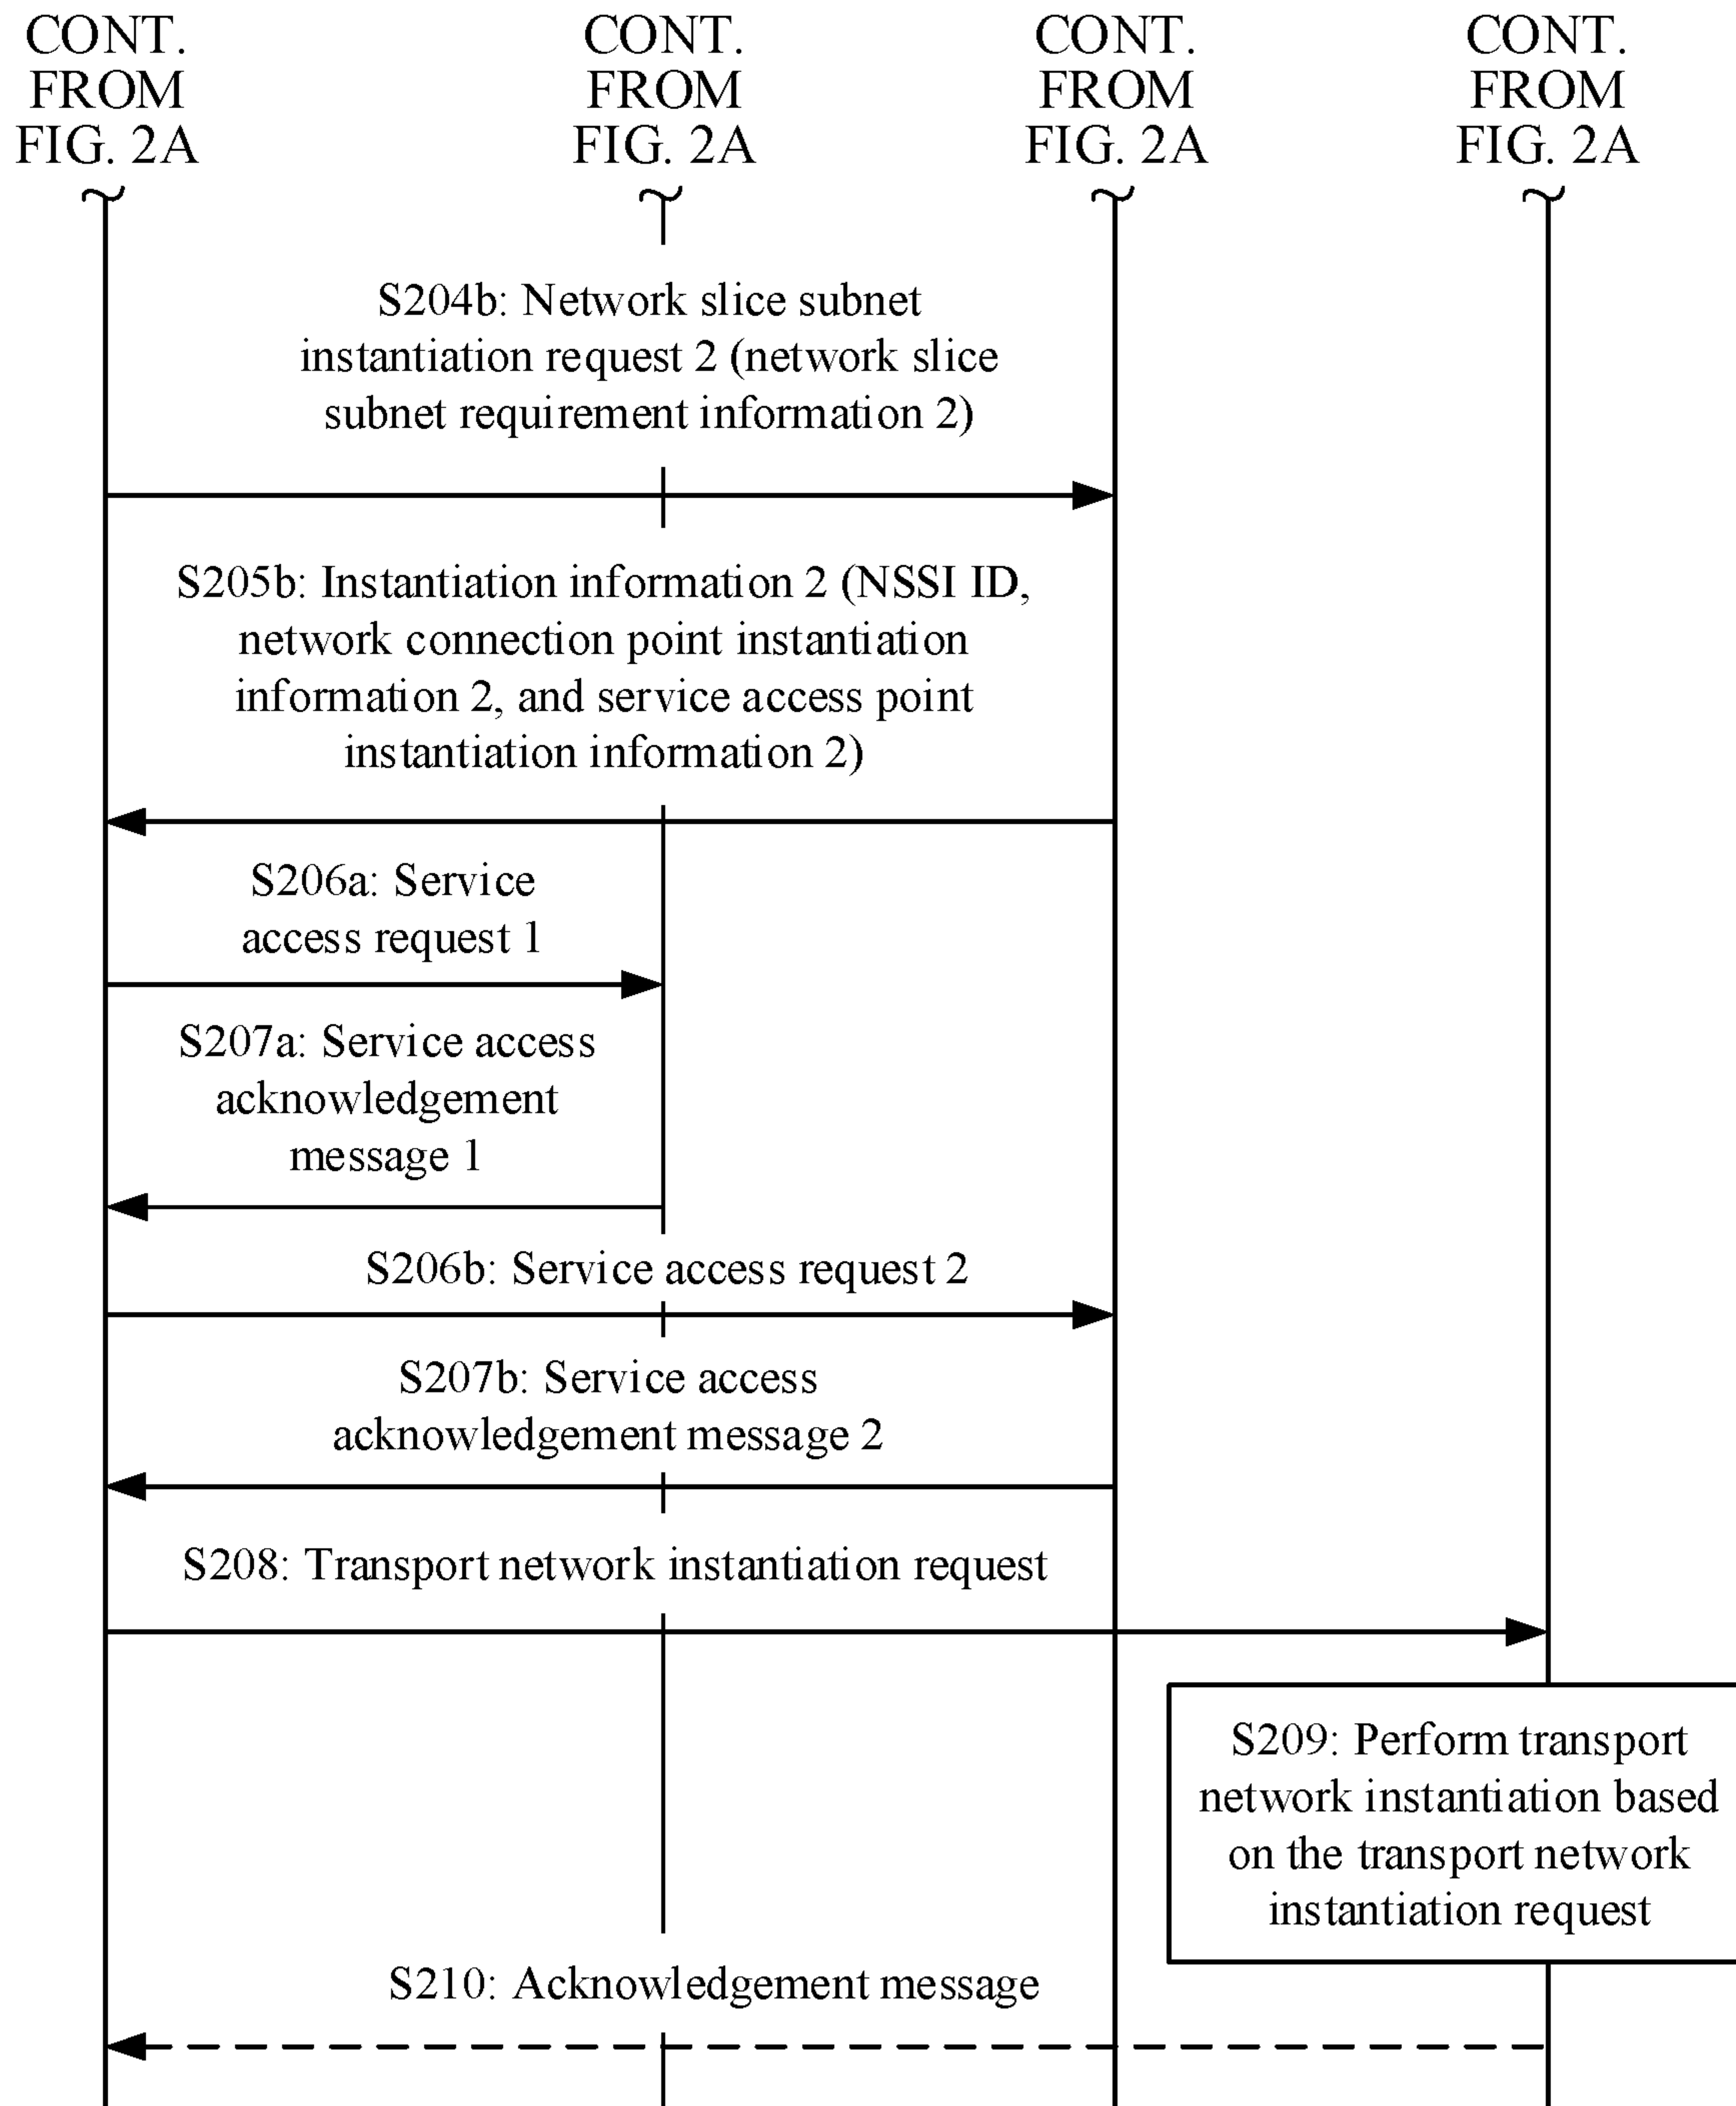 CONT.
FROM
FIG. 2A
CONT.
FROM
FIG. 2A
CONT.
FROM
FIG. 2A
CONT.
FROM
FIG. 2A
S204b: Network slice subnet
instantiation request 2 (network slice
subnet requirement information 2)
S205b: Instantiation information 2 (NSSI ID,
network connection point instantiation
information 2, and service access point
instantiation information 2)
S206a: Service
access request 1
S207a: Service access
acknowledgement
message 1
S206b: Service access request 2
S207b: Service access
acknowledgement message 2
S208: Transport network instantiation request
S209: Perform transport
network instantiation based
on the transport network
instantiation request
S210: Acknowledgement message